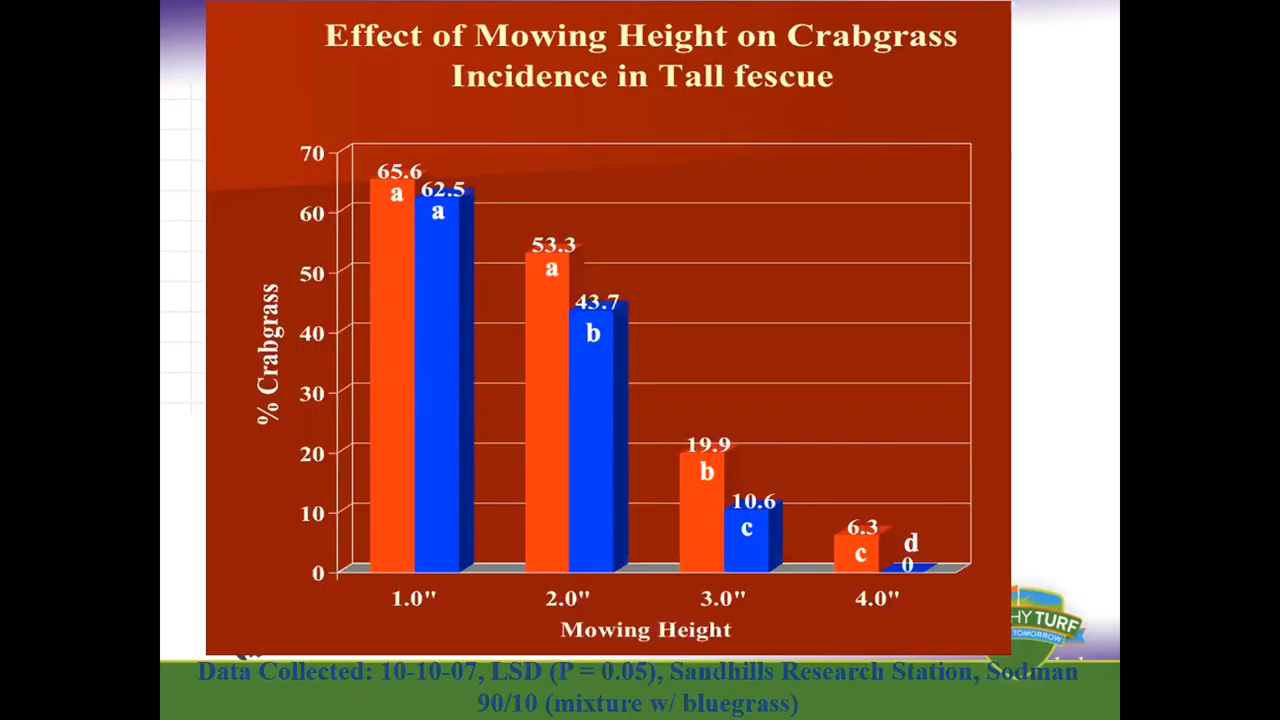 Effect of Mowing Height on Crabgrass
Incidence in Tall fescue
70
60
50
40
30
20
10
0
% Crabgrass
65.6
a
62.5
a
53.3
a
43.7
b
19.9
b
10.6
c
6.3
c
d
0
1.0" 2.0" 3.0" 4.0"
Mowing Height
HY TURF
TOMORROW
Data Collected: 10-10-07, LSD (P = 0.05), Sandhills Research Station, Sodman
90/10 (mixture w/ bluegrass)